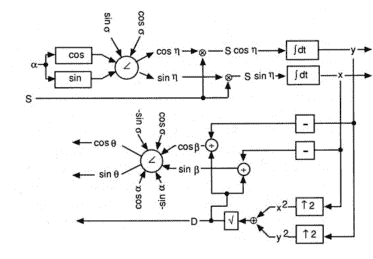 sin σ
cos σ
cos
sin
α
∠
cos η
sin η
⊗
S cos η
∫dt
y
⊗
S sin η
∫dt
x
S
-sin σ
cos σ
cos θ
sin θ
∠
cos β
sin β
÷
÷
−
−
α cos
-sin α
D
√
⊕
x2
↑2
y2
↑2